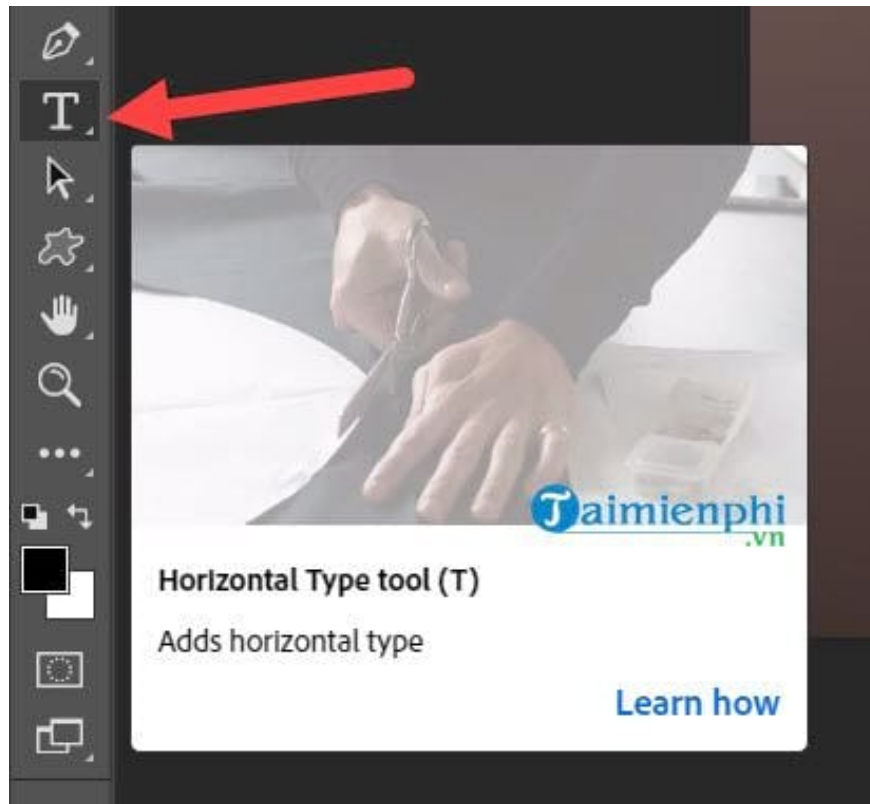 T
Taimienphi
.vn
Horizontal Type tool (T)
Adds horizontal type
Learn how